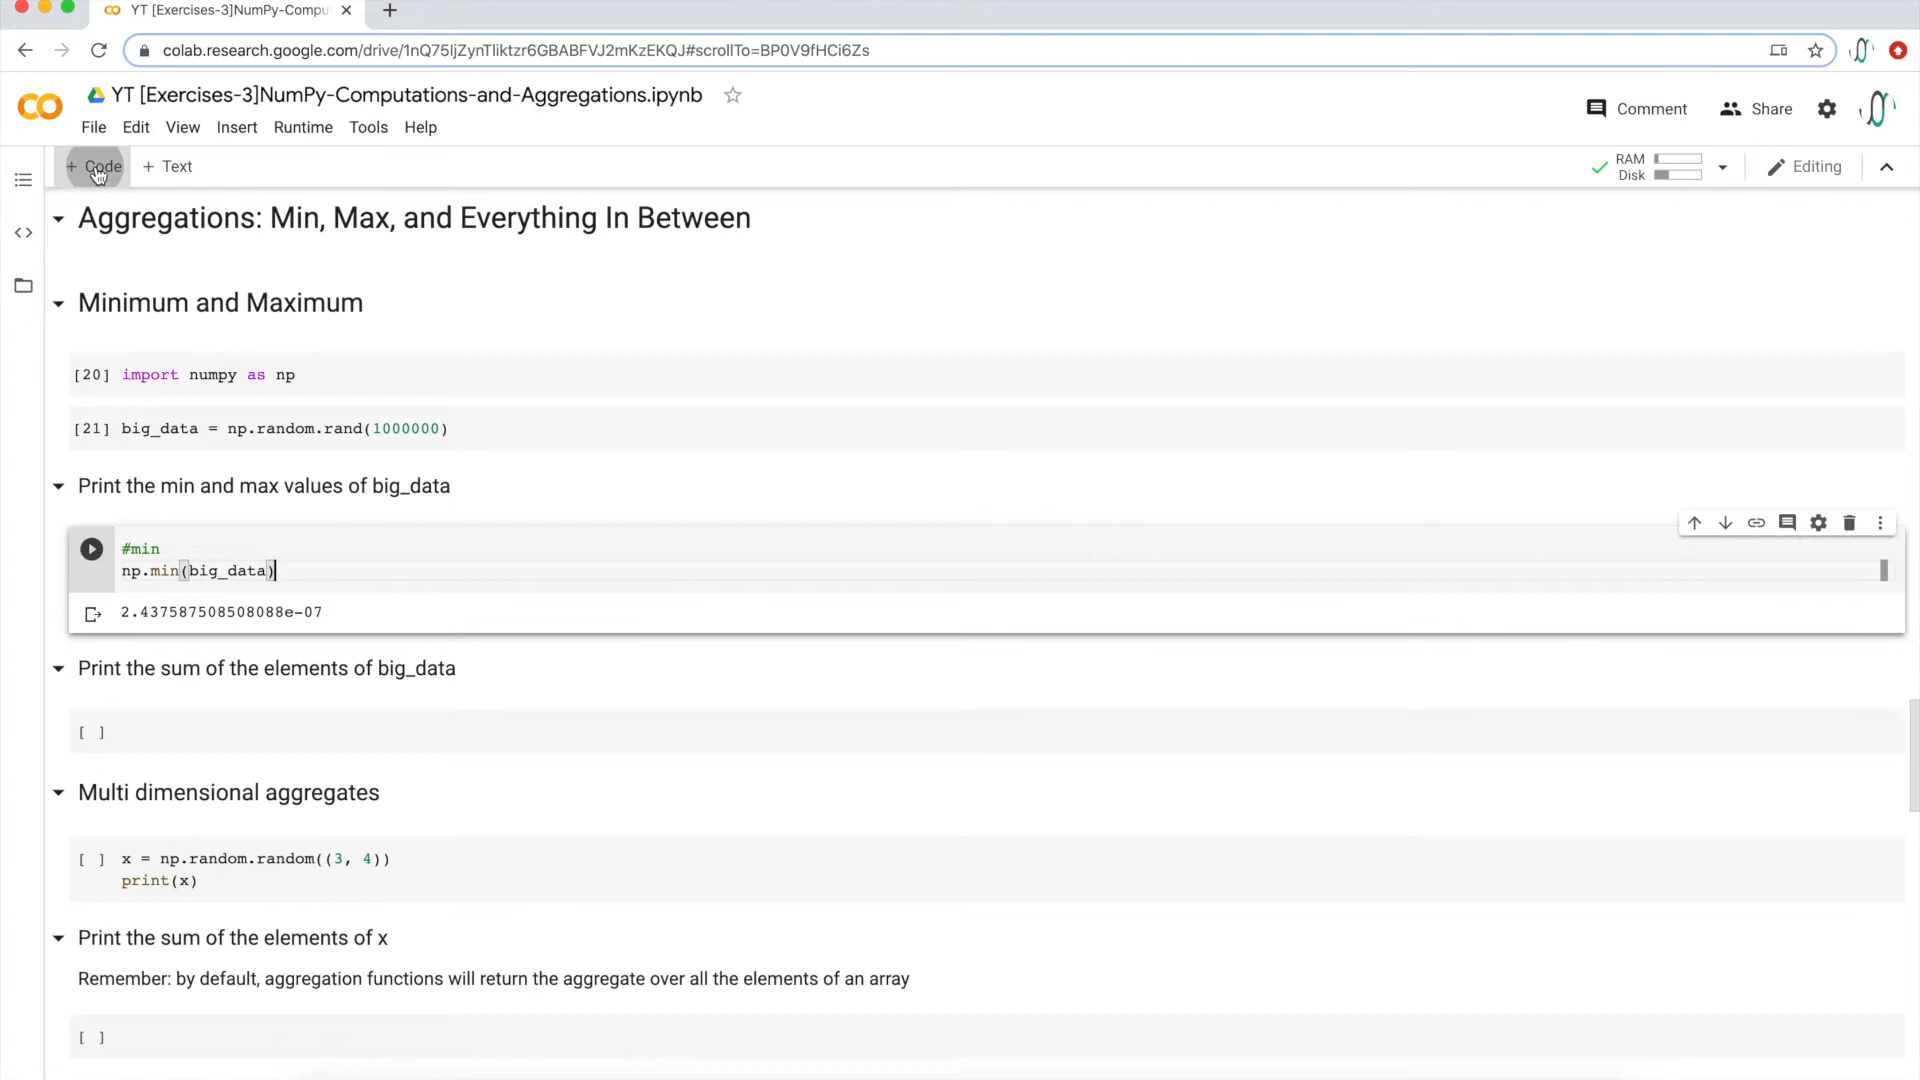 YT [Exercises-3]NumPy-Compu
colab.research.google.com/drive/1nQ75ljZynTliktzr6GBABFVJ2mKzEKQJ#scrollTo=BP0V9fHCi6Zs
YT [Exercises-3]NumPy-Computations-and-Aggregations.ipynb
Comment Share
File Edit View Insert Runtime Tools Help
+ Code + Text
RAM
Disk
Editing
Aggregations: Min, Max, and Everything In Between
Minimum and Maximum
[20] import numpy as np
[21] big_data = np.random.rand(1000000)
Print the min and max values of big_data
#min
np.min(big_data)
2.437587508508088e-07
Print the sum of the elements of big_data
[ ]
Multi dimensional aggregates
[ ] x = np.random.random((3, 4))
print(x)
Print the sum of the elements of x
Remember: by default, aggregation functions will return the aggregate over all the elements of an array
[ ]